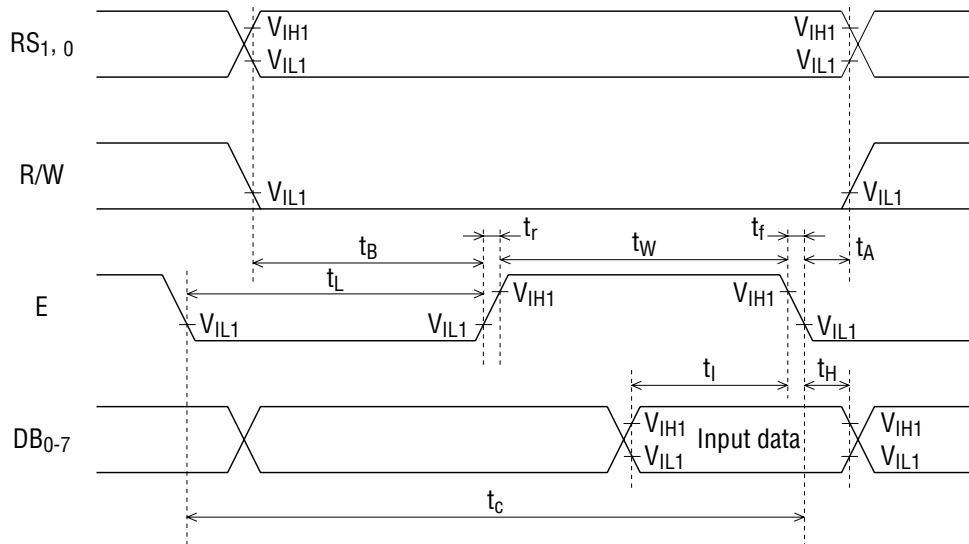 RS1, 0
VIH1
VIH1
VIL1
VIL1
R/W
VIL1
VIL1
tr
tf
tB
tW
tA
tL
E
VIH1
VIH1
VIL1
VIL1
VIL1
tI
tH
DB0-7
VIH1
Input data
VIH1
VIL1
VIL1
tc